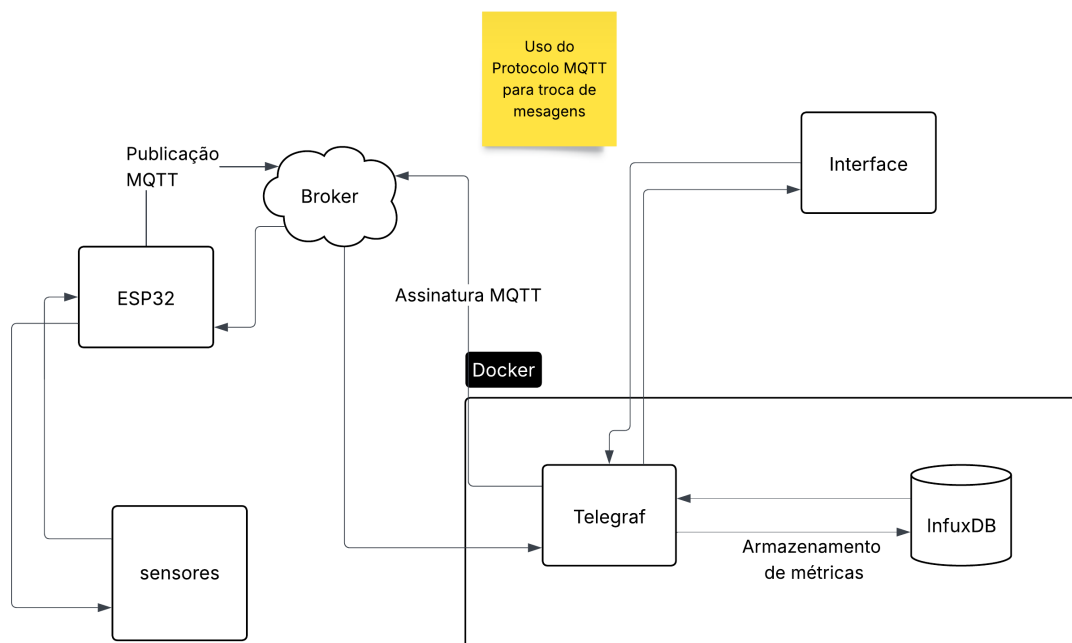 Uso do
Protocolo MQTT
para troca de
mesagens
Publicação
MQTT
Broker
Interface
ESP32
Assinatura MQTT
Docker
Telegraf
InfuxDB
Armazenamento
de métricas
sensores